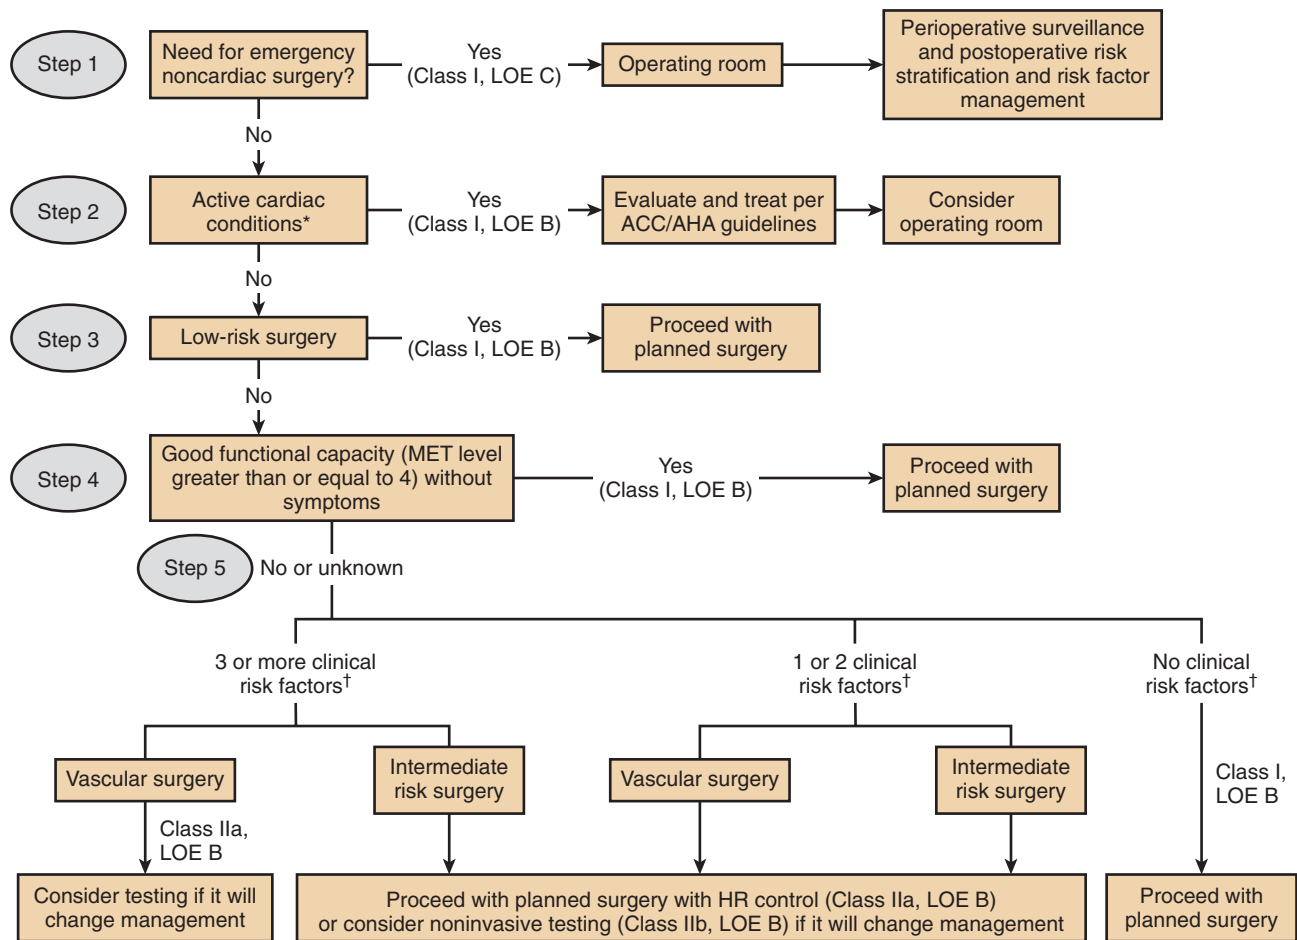 Step 1
Need for emergency
noncardiac surgery?
Yes
(Class I, LOE C)
Operating room
Perioperative surveillance
and postoperative risk
stratification and risk factor
management
No
Step 2
Active cardiac
conditions*
Yes
(Class I, LOE B)
Evaluate and treat per
ACC/AHA guidelines
Consider
operating room
No
Step 3
Low-risk surgery
Yes
(Class I, LOE B)
Proceed with
planned surgery
No
Step 4
Good functional capacity (MET level
greater than or equal to 4) without
symptoms
Yes
(Class I, LOE B)
Proceed with
planned surgery
Step 5
No or unknown
3 or more clinical
risk factors†
1 or 2 clinical
risk factors†
No clinical
risk factors†
Vascular surgery
Intermediate
risk surgery
Vascular surgery
Intermediate
risk surgery
Class I,
LOE B
Class IIa,
LOE B
Consider testing if it will
change management
Proceed with planned surgery with HR control (Class IIa, LOE B)
or consider noninvasive testing (Class IIb, LOE B) if it will change management
Proceed with
planned surgery